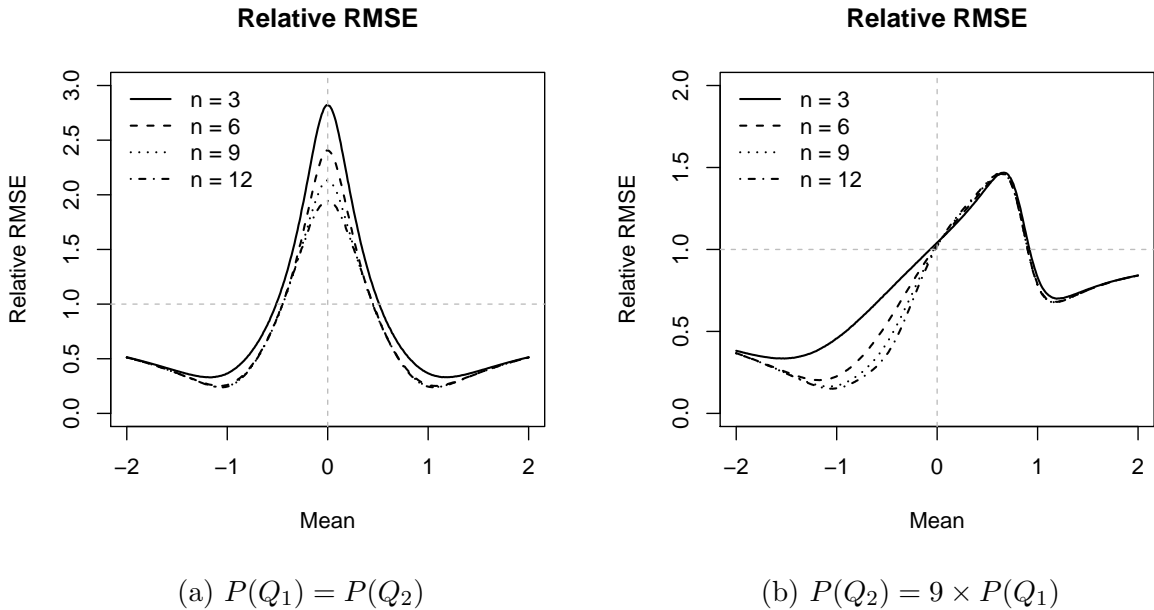 Relative RMSE
Relative RMSE
3.0
2.5
2.0
1.5
1.0
0.5
0.0
n = 3
n = 6
n = 9
n = 12
−2
−1
0
1
2
Mean
(a) P(Q1) = P(Q2)
Relative RMSE
Relative RMSE
2.0
1.5
1.0
0.5
0.0
n = 3
n = 6
n = 9
n = 12
−2
−1
0
1
2
Mean
(b) P(Q2) = 9 × P(Q1)